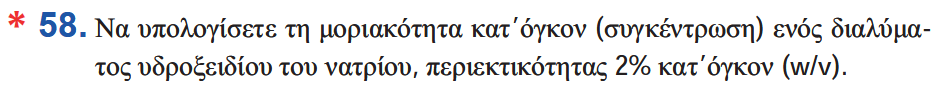 * 58. Να υπολογίσετε τη μοριακότητα κατ΄όγκον (συγκέντρωση) ενός διαλύμα-
τος υδροξειδίου του νατρίου, περιεκτικότητας 2% κατ΄όγκον (w/v).